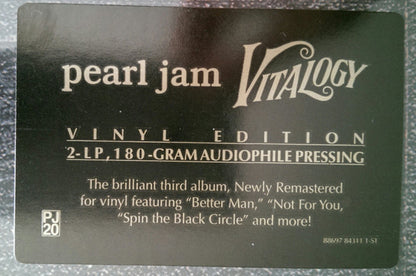 pearl jam VITALOGY
VINYL EDITION
2-LP, 180-GRAM AUDIOPHILE PRESSING
The brilliant third album, Newly Remastered
for vinyl featuring “Better Man,” “Not For You,
“Spin the Black Circle” and more!
PJ
20
88697 84311 1-S1